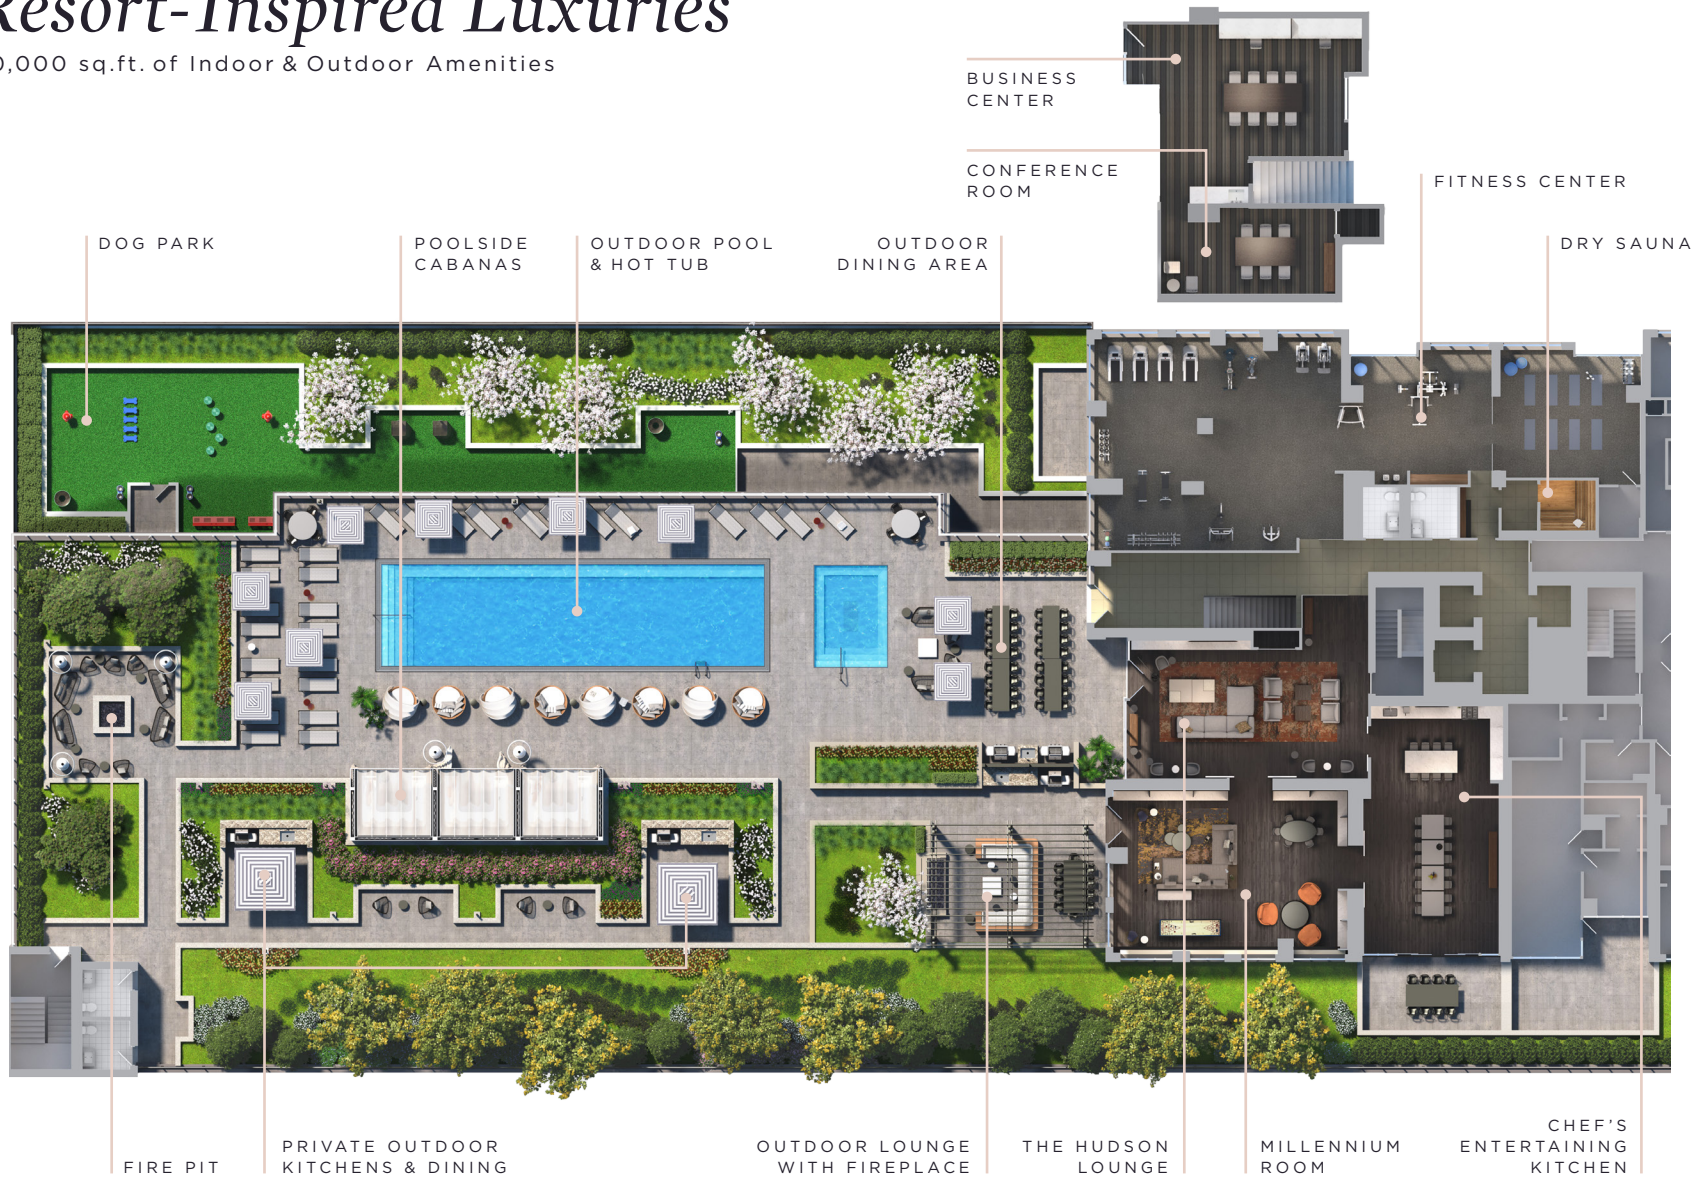 Resort-Inspired Luxuries
0,000 sq.ft. of Indoor & Outdoor Amenities
BUSINESS
CENTER
CONFERENCE
ROOM
FITNESS CENTER
DOG PARK
POOLSIDE
CABANAS
OUTDOOR POOL
& HOT TUB
OUTDOOR
DINING AREA
DRY SAUNA
FIRE PIT
PRIVATE OUTDOOR
KITCHENS & DINING
OUTDOOR LOUNGE
WITH FIREPLACE
THE HUDSON
LOUNGE
MILLENNIUM
ROOM
CHEF'S
ENTERTAINING
KITCHEN